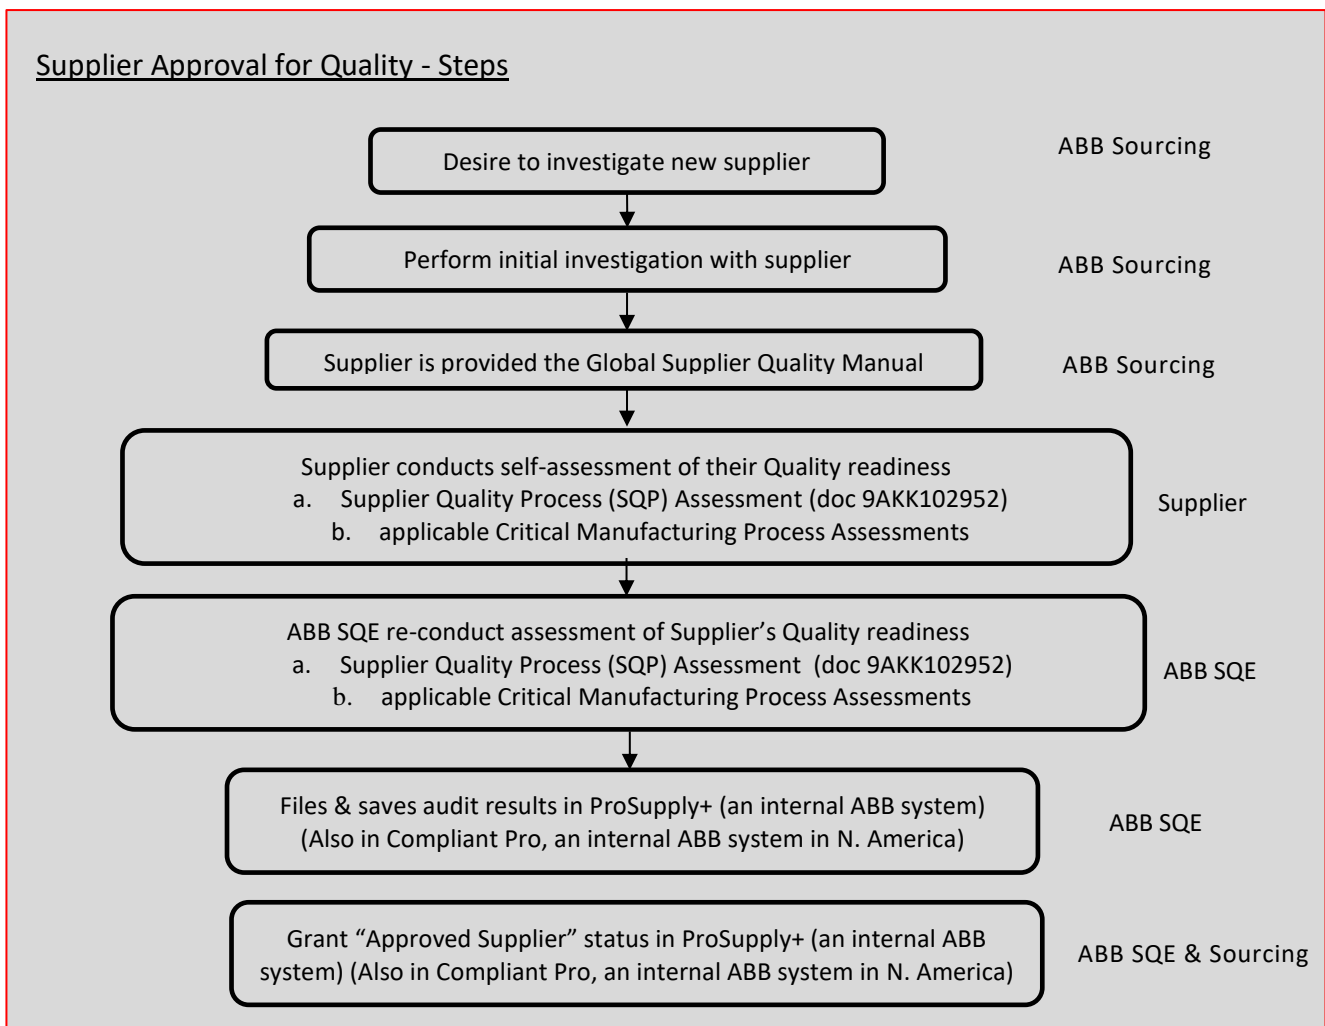 Supplier Approval for Quality - Steps
Desire to investigate new supplier
ABB Sourcing
Perform initial investigation with supplier
ABB Sourcing
Supplier is provided the Global Supplier Quality Manual
ABB Sourcing
Supplier conducts self-assessment of their Quality readiness
a. Supplier Quality Process (SQP) Assessment (doc 9AKK102952)
b. applicable Critical Manufacturing Process Assessments
Supplier
ABB SQE re-conduct assessment of Supplier’s Quality readiness
a. Supplier Quality Process (SQP) Assessment (doc 9AKK102952)
b. applicable Critical Manufacturing Process Assessments
ABB SQE
Files & saves audit results in ProSupply+ (an internal ABB system)
(Also in Compliant Pro, an internal ABB system in N. America)
ABB SQE
Grant “Approved Supplier” status in ProSupply+ (an internal ABB
system) (Also in Compliant Pro, an internal ABB system in N. America)
ABB SQE & Sourcing